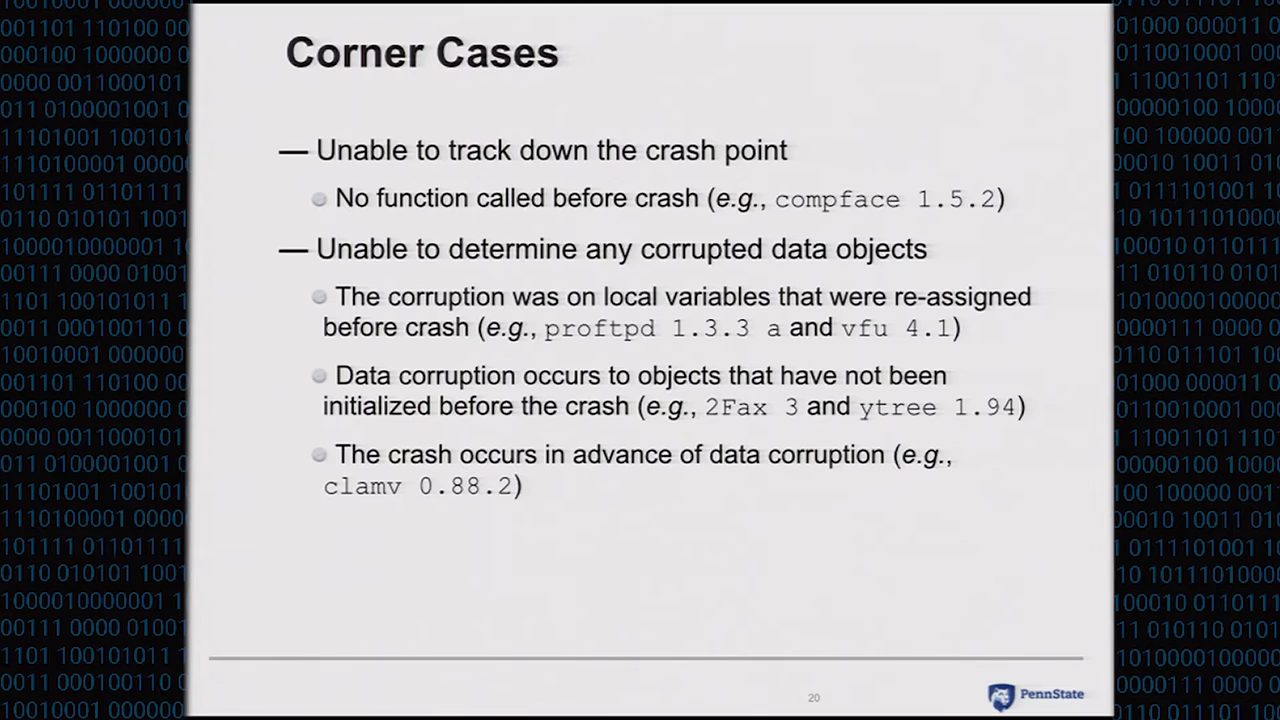 Corner Cases
— Unable to track down the crash point
No function called before crash (e.g., compface 1.5.2)
— Unable to determine any corrupted data objects
The corruption was on local variables that were re-assigned
before crash (e.g., proftpd 1.3.3 a and vfu 4.1)
Data corruption occurs to objects that have not been
initialized before the crash (e.g., 2Fax 3 and ytree 1.94)
The crash occurs in advance of data corruption (e.g.,
clamv 0.88.2)
20
PennState